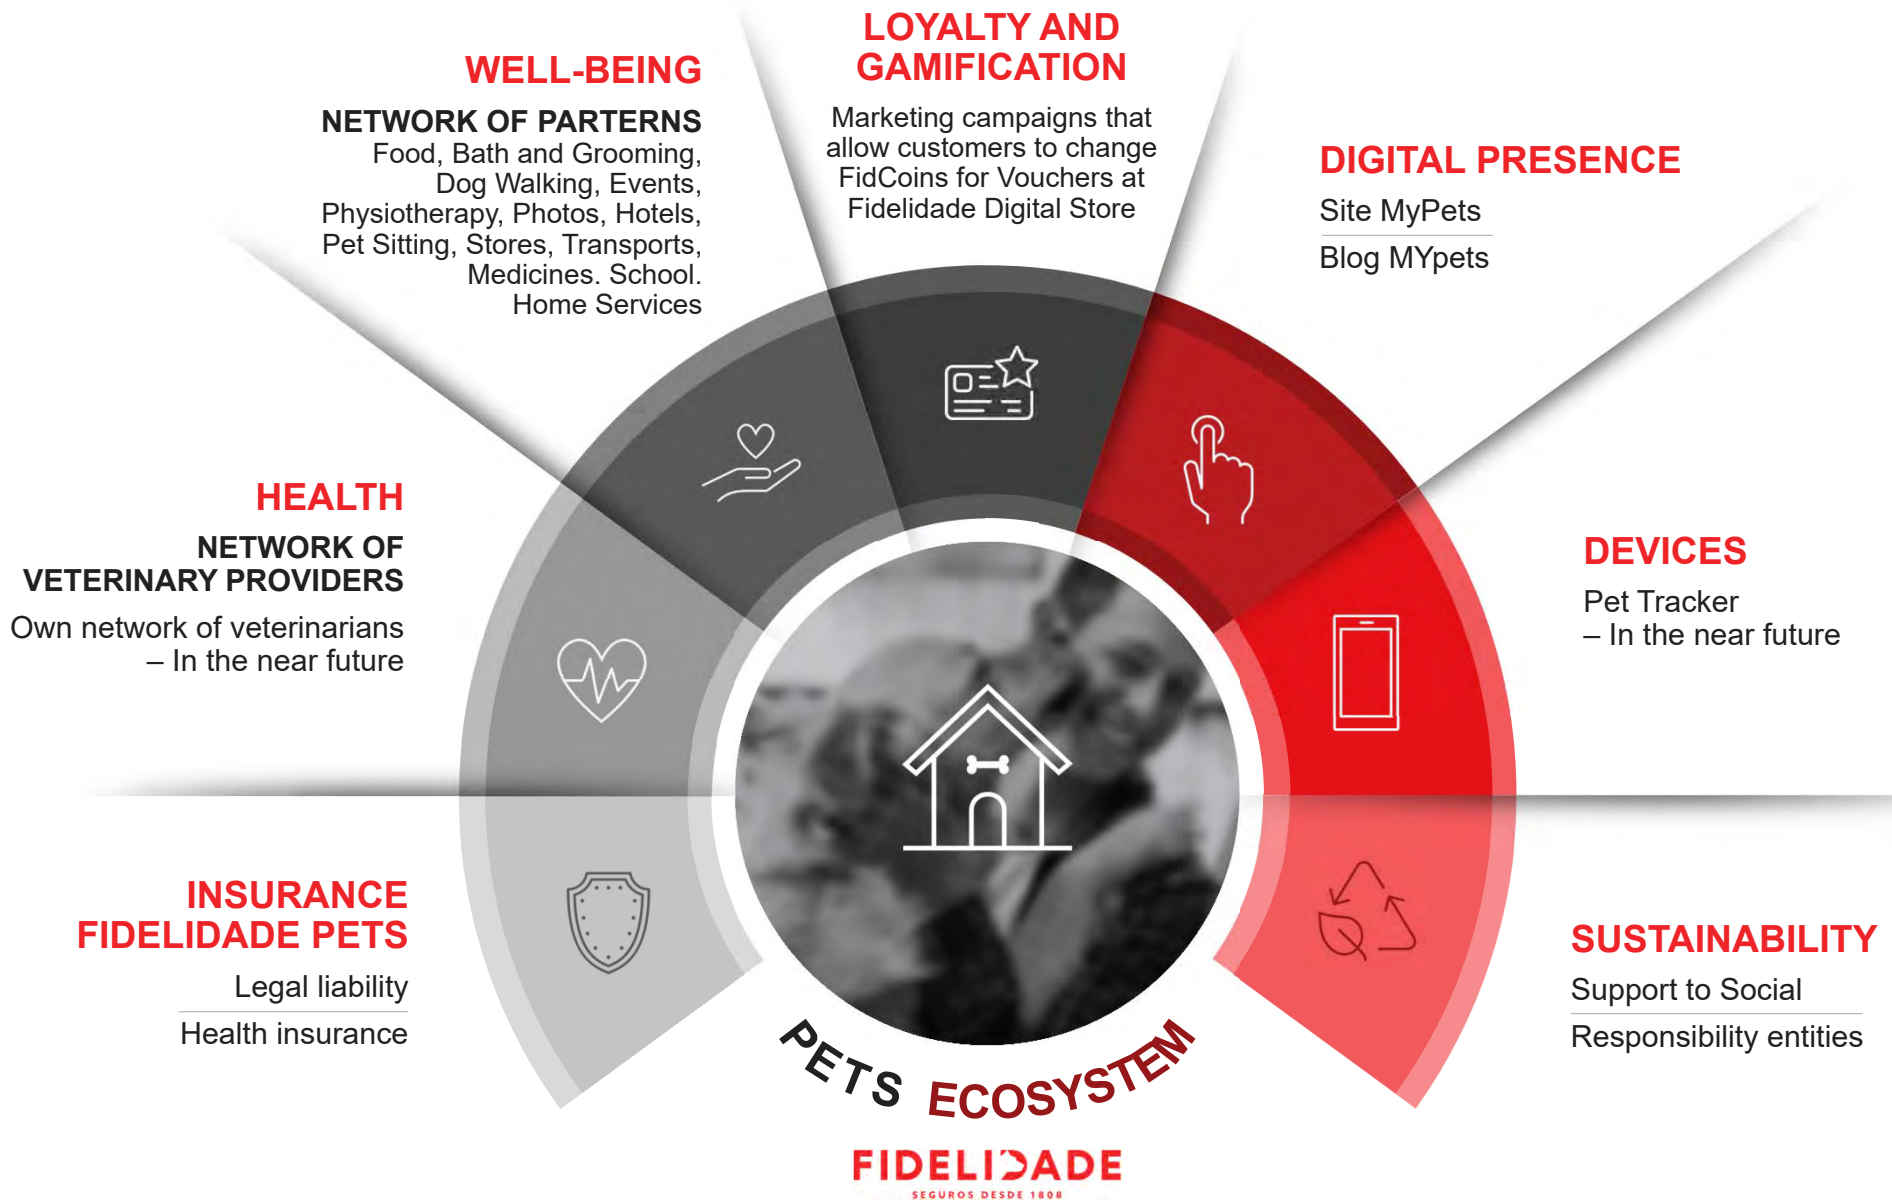 LOYALTY AND
GAMIFICATION
Marketing campaigns that
allow customers to change
FidCoins for Vouchers at
Fidelidade Digital Store
WELL-BEING
NETWORK OF PARTERNS
Food, Bath and Grooming,
Dog Walking, Events,
Physiotherapy, Photos, Hotels,
Pet Sitting, Stores, Transports,
Medicines. School.
Home Services
DIGITAL PRESENCE
Site MyPets
Blog MYpets
HEALTH
NETWORK OF
VETERINARY PROVIDERS
Own network of veterinarians
– In the near future
DEVICES
Pet Tracker
– In the near future
INSURANCE
FIDELIDADE PETS
Legal liability
Health insurance
SUSTAINABILITY
Support to Social
Responsibility entities
PETS ECOSYSTEM
FIDELIDADE
SEGUROS DESDE 1808